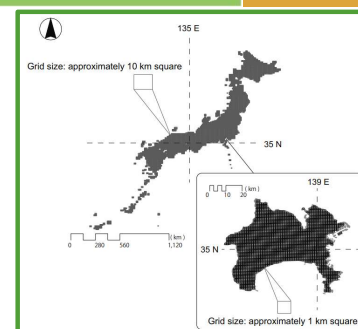 135 E
Grid size: approximately 10 km square
35 N
( km )
0 280 560 1,120
( km )
0 10 20
139 E
35 N
Grid size: approximately 1 km square